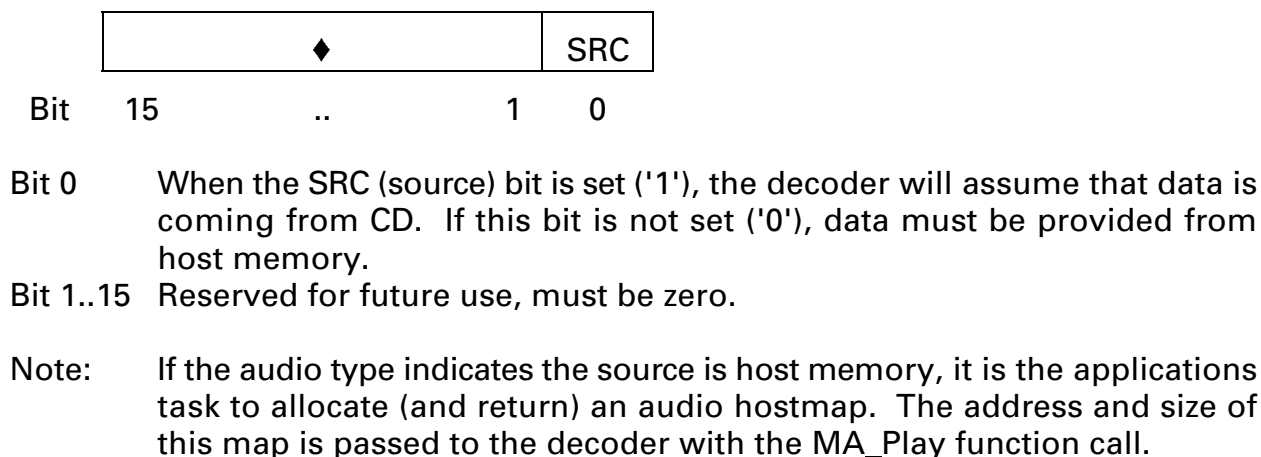 ♦ SRC
Bit 15 .. 1 0
Bit 0 When the SRC (source) bit is set ('1'), the decoder will assume that data is
coming from CD. If this bit is not set ('0'), data must be provided from
host memory.
Bit 1..15 Reserved for future use, must be zero.
Note: If the audio type indicates the source is host memory, it is the applications
task to allocate (and return) an audio hostmap. The address and size of
this map is passed to the decoder with the MA_Play function call.